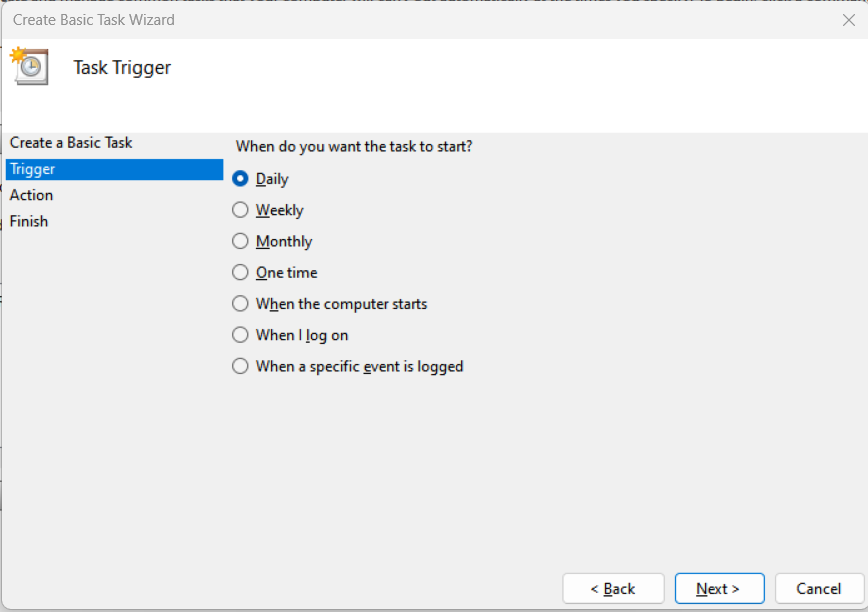 Create Basic Task Wizard
Task Trigger
Create a Basic Task
Trigger
Action
Finish
When do you want the task to start?
Daily
Weekly
Monthly
One time
When the computer starts
When I log on
When a specific event is logged
< Back
Next >
Cancel